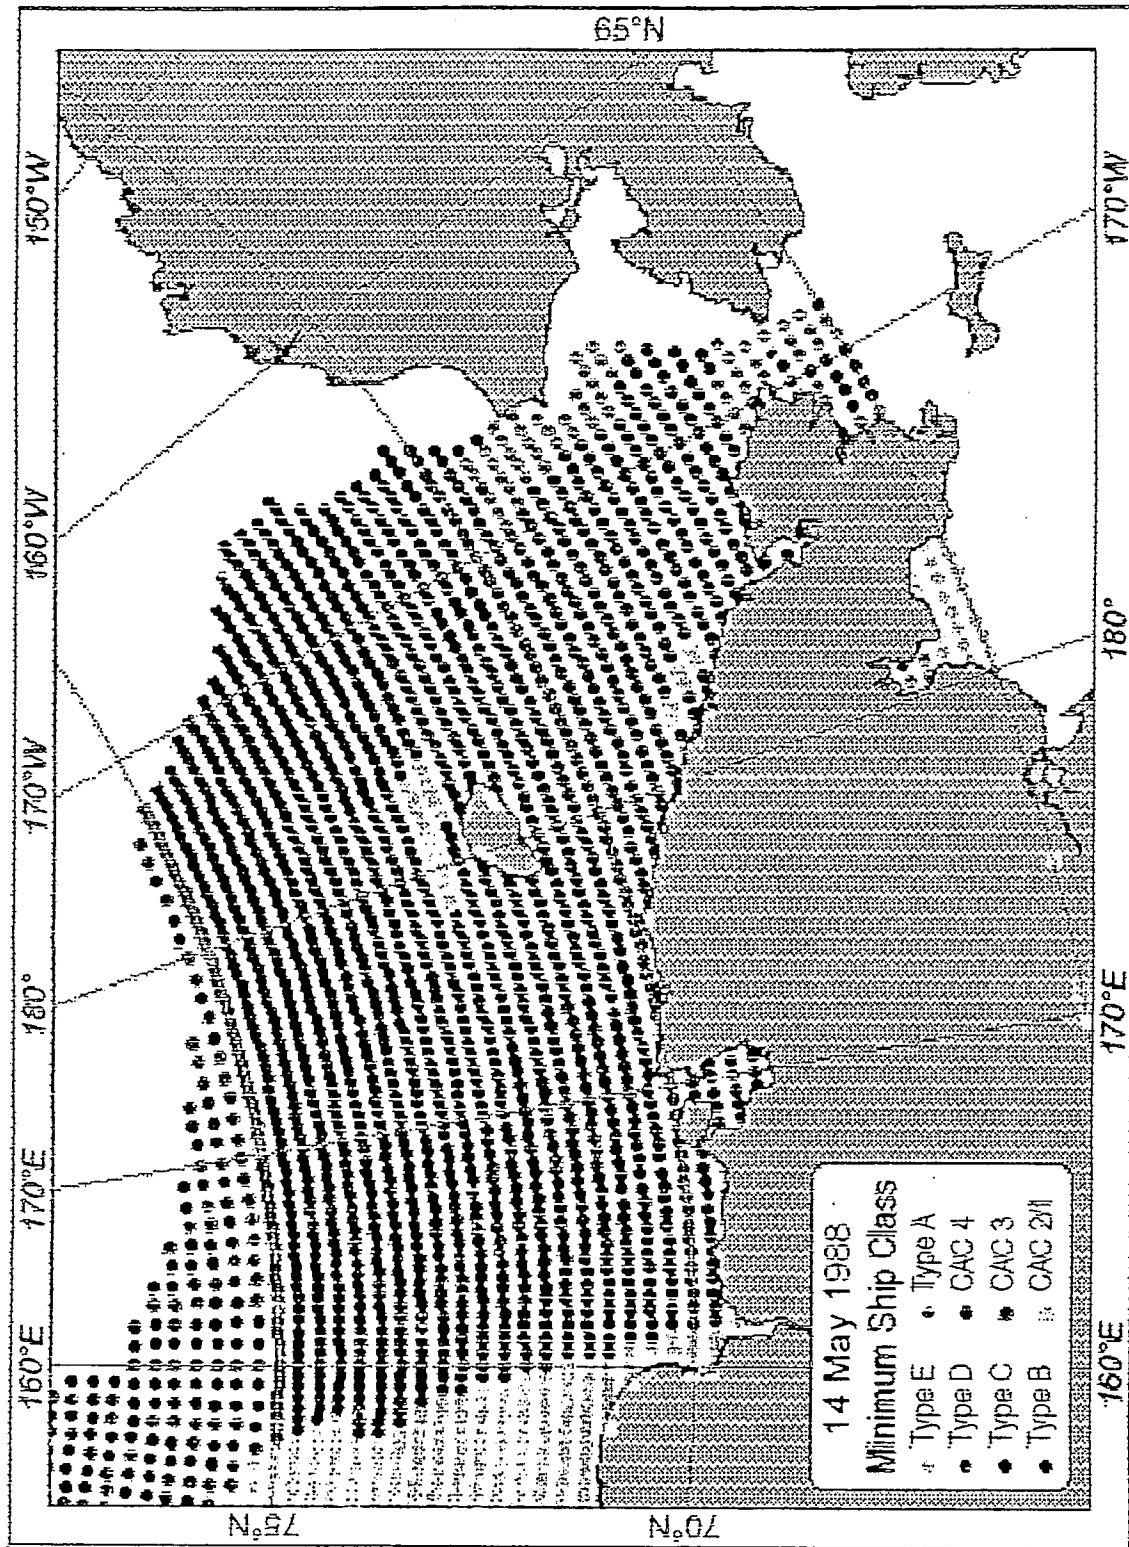 65°N
150°W
160°W
170°W
180°
170°E
160°E
75°N
70°N
170°W
180°
170°E
160°E
14 May 1988
Minimum Ship Class
Type E
Type A
Type D
CAC 4
Type C
CAC 3
Type B
CAC 2/1